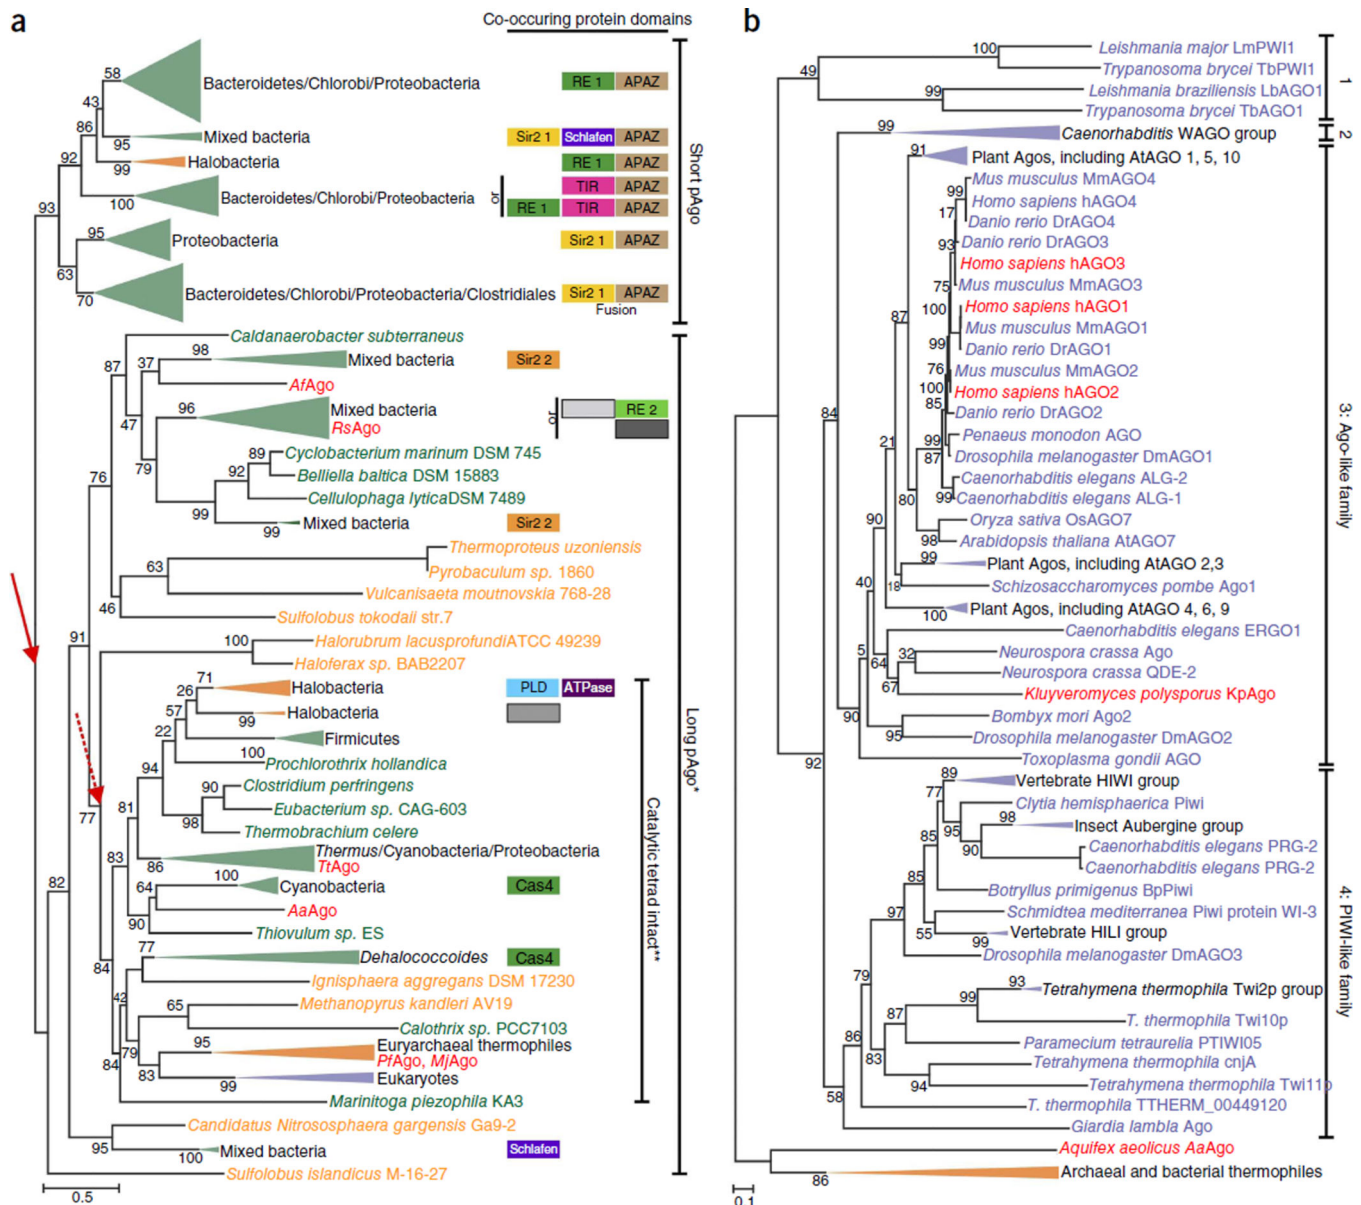 a
Co-occuring protein domains
58
Bacteroidetes/Chlorobi/Proteobacteria
RE 1
APAZ
43
86
95
Mixed bacteria
Sir2 1
Schlafen
APAZ
92
99
Halobacteria
RE 1
APAZ
100
Bacteroidetes/Chlorobi/Proteobacteria
or
TIR
APAZ
RE 1
TIR
APAZ
93
95
Proteobacteria
Sir2 1
APAZ
63
70
Bacteroidetes/Chlorobi/Proteobacteria/Clostridiales
Sir2 1
APAZ
Fusion
Short pAgo
Caldanaerobacter subterraneus
87
37
98
Mixed bacteria
Sir2 2
AfAgo
47
96
Mixed bacteria
RsAgo
or
RE 2
76
79
89
Cyclobacterium marinum DSM 745
92
Belliella baltica DSM 15883
Cellulophaga lyticaDSM 7489
99
99
Mixed bacteria
Sir2 2
Thermoproteus uzoniensis
63
Pyrobaculum sp. 1860
Vulcanisaeta moutnovskia 768-28
46
Sulfolobus tokodaii str.7
91
100
Halorubrum lacusprofundiATCC 49239
Haloferax sp. BAB2207
71
26
Halobacteria
PLD
ATPase
57
99
Halobacteria
22
Firmicutes
100
Prochlorothrix hollandica
94
90
Clostridium perfringens
Eubacterium sp. CAG-603
98
Thermobrachium celere
77
81
83
86
Thermus/Cyanobacteria/Proteobacteria
TtAgo
82
64
100
Cyanobacteria
Cas4
AaAgo
90
Thiovulum sp. ES
77
Dehalococcoides
Cas4
84
Ignisphaera aggregans DSM 17230
42
65
Methanopyrus kandleri AV19
Calothrix sp. PCC7103
79
95
Euryarchaeal thermophiles
PfAgo, MjAgo
84
83
99
Eukaryotes
Marinitoga piezophila KA3
Catalytic tetrad intact**
Long pAgo*
Candidatus Nitrososphaera gargensis Ga9-2
95
100
Mixed bacteria
Schlafen
Sulfolobus islandicus M-16-27
0.5
b
100
Leishmania major LmPWI1
49
Trypanosoma brycei TbPWI1
99
Leishmania braziliensis LbAGO1
Trypanosoma brycei TbAGO1
1
99
Caenorhabditis WAGO group
2
91
Plant Agos, including AtAGO 1, 5, 10
Mus musculus MmAGO4
99
Homo sapiens hAGO4
17
Danio rerio DrAGO4
93
Danio rerio DrAGO3
Homo sapiens hAGO3
75
Mus musculus MmAGO3
100
Homo sapiens hAGO1
87
Mus musculus MmAGO1
99
Danio rerio DrAGO1
76
Mus musculus MmAGO2
100
Homo sapiens hAGO2
85
Danio rerio DrAGO2
84
99
Penaeus monodon AGO
21
87
Drosophila melanogaster DmAGO1
Caenorhabditis elegans ALG-2
80
99
Caenorhabditis elegans ALG-1
Oryza sativa OsAGO7
90
98
Arabidopsis thaliana AtAGO7
99
Plant Agos, including AtAGO 2,3
40
18
Schizosaccharomyces pombe Ago1
100
Plant Agos, including AtAGO 4, 6, 9
Caenorhabditis elegans ERGO1
5
32
Neurospora crassa Ago
64
Neurospora crassa QDE-2
67
Kluyveromyces polysporus KpAgo
90
Bombyx mori Ago2
95
Drosophila melanogaster DmAGO2
Toxoplasma gondii AGO
3: Ago-like family
92
89
Vertebrate HIWI group
77
Clytia hemisphaerica Piwi
98
Insect Aubergine group
95
85
90
Caenorhabditis elegans PRG-2
Caenorhabditis elegans PRG-2
85
Botryllus primigenus BpPiwi
97
Schmidtea mediterranea Piwi protein WI-3
55
99
Vertebrate HILI group
Drosophila melanogaster DmAGO3
79
93
Tetrahymena thermophila Twi2p group
99
87
T. thermophila Twi10p
86
Paramecium tetraurelia PTIWI05
83
Tetrahymena thermophila cnjA
94
Tetrahymena thermophila Twi11p
58
T. thermophila TTHERM_00449120
Giardia lambla Ago
4: PIWI-like family
Aquifex aeolicus AaAgo
86
Archaeal and bacterial thermophiles
0.1